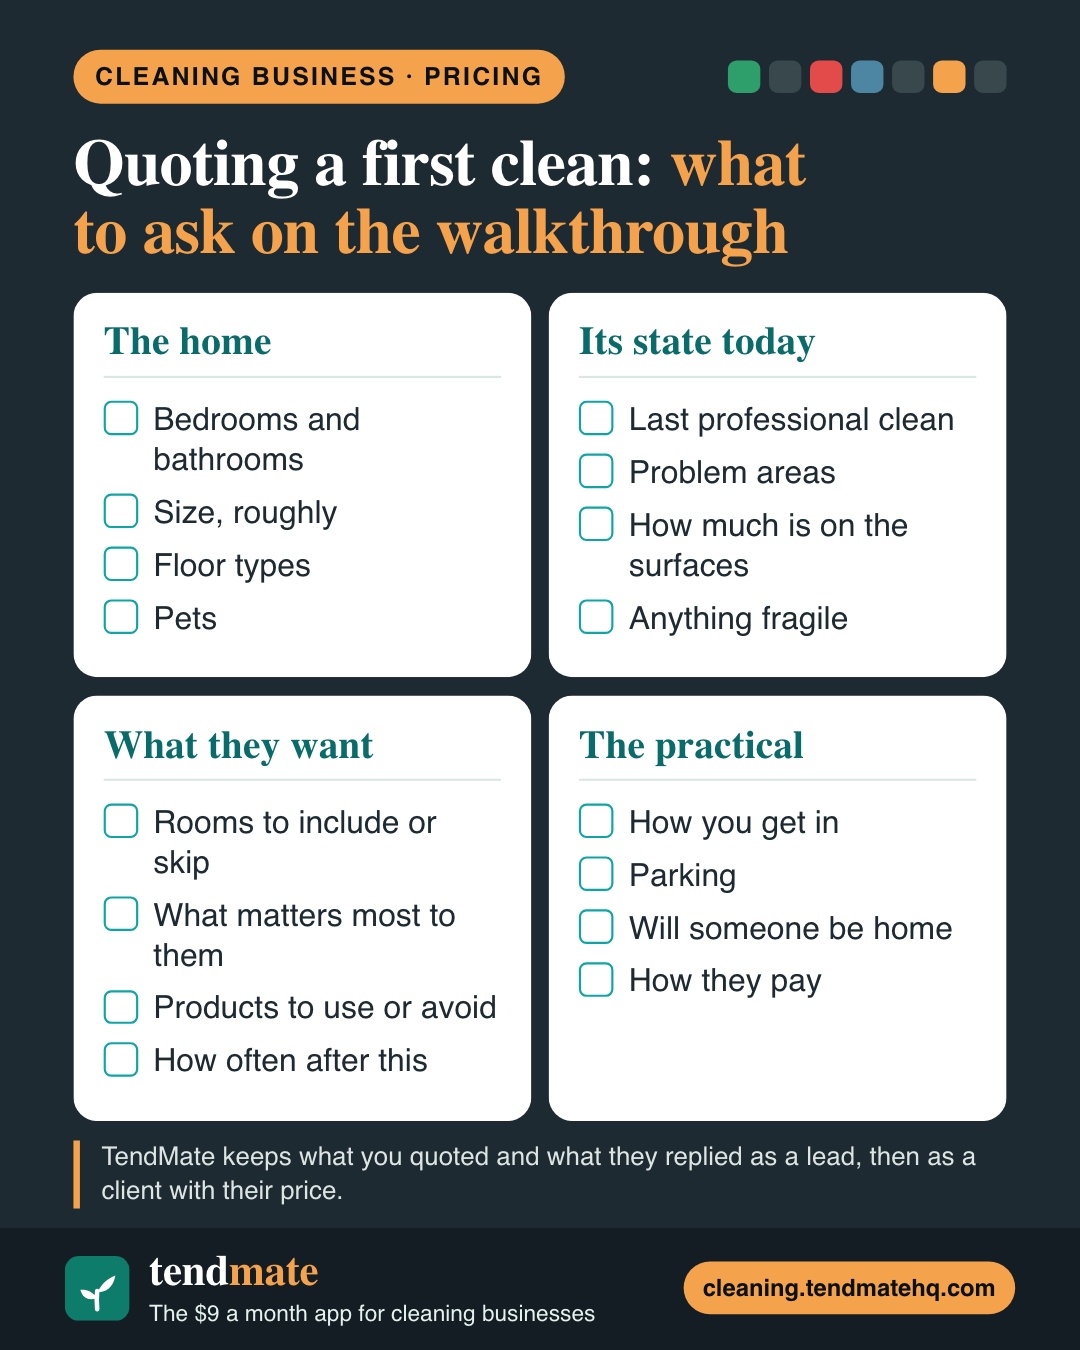 CLEANING BUSINESS · PRICING
Quoting a first clean: what
to ask on the walkthrough
The home
Bedrooms and
bathrooms
Size, roughly
Floor types
Pets
Its state today
Last professional clean
Problem areas
How much is on the
surfaces
Anything fragile
What they want
Rooms to include or
skip
What matters most to
them
Products to use or avoid
How often after this
The practical
How you get in
Parking
Will someone be home
How they pay
TendMate keeps what you quoted and what they replied as a lead, then as a
client with their price.
tendmate
The $9 a month app for cleaning businesses
cleaning.tendmatehq.com